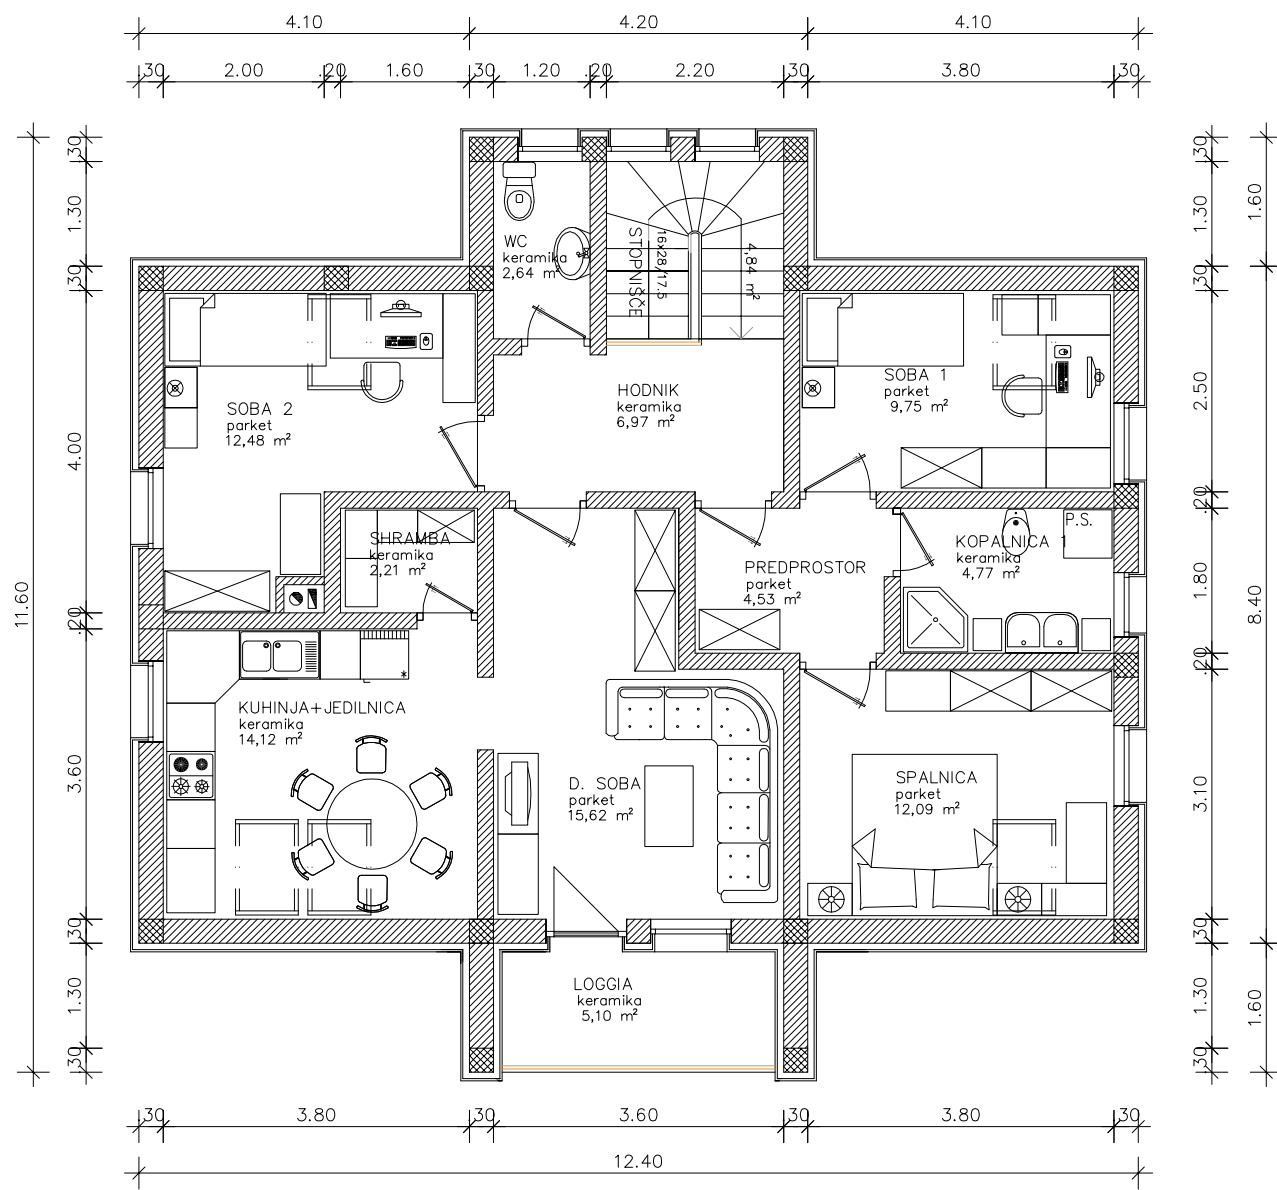 4.10
4.20
4.10
.30
2.00
.20
1.60
.30
1.20
.20
2.20
.30
3.80
.30
.30
1.30
.30
4.00
.20
3.60
.30
1.30
.30
11.60
.30
1.30
.30
2.50
.20
1.80
.20
3.10
.30
1.30
.30
1.60
8.40
1.60
WC
keramika
2,64 m²
STOPNIŠČE
16x28/17.5
4,84 m²
SOBA 2
parket
12,48 m²
HODNIK
keramika
6,97 m²
SOBA 1
parket
9,75 m²
SHRAMBA
keramika
2,21 m²
PREDPROSTOR
parket
4,53 m²
KOPALNICA 1
keramika
4,77 m²
P.S.
KUHINJA+JEDILNICA
keramika
14,12 m²
*
D. SOBA
parket
15,62 m²
SPALNICA
parket
12,09 m²
LOGGIA
keramika
5,10 m²
.30
3.80
.30
3.60
.30
3.80
.30
12.40